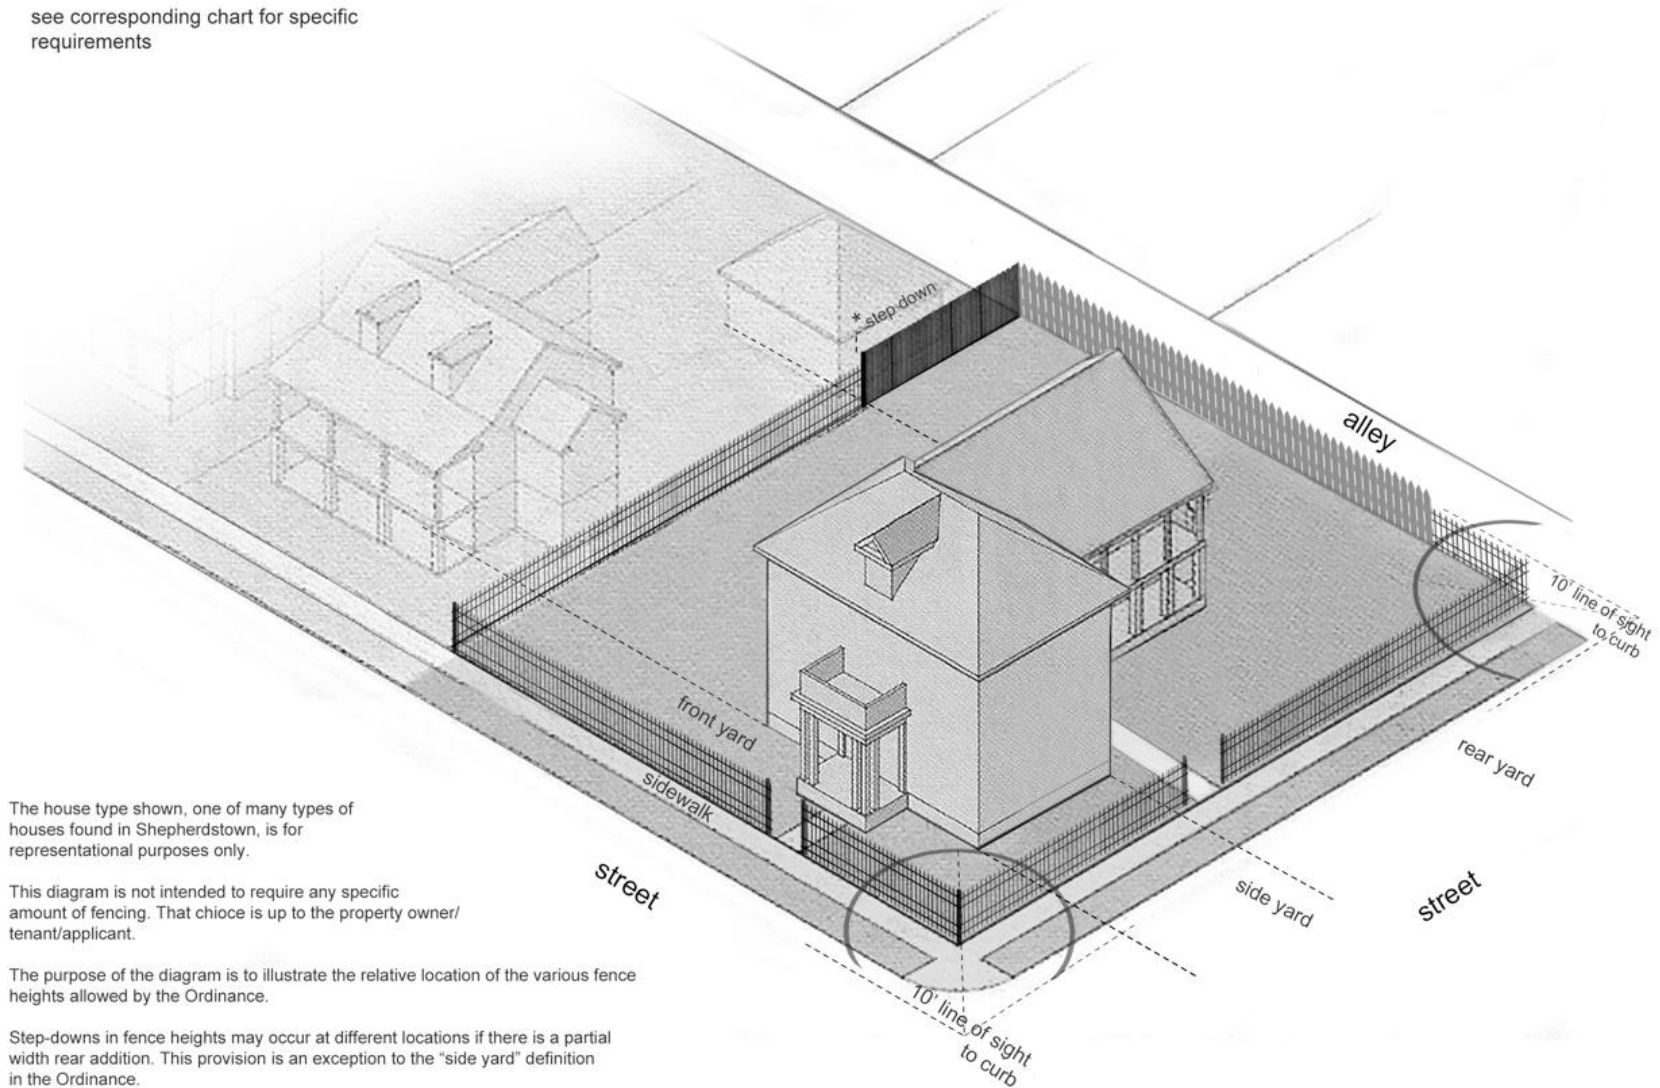 see corresponding chart for specific
requirements
* step down
alley
10' line of sight
to curb
front yard
sidewalk
rear yard
side yard
street
street
10' line of sight
to curb
The house type shown, one of many types of
houses found in Shepherdstown, is for
representational purposes only.
This diagram is not intended to require any specific
amount of fencing. That chioce is up to the property owner/
tenant/applicant.
The purpose of the diagram is to illustrate the relative location of the various fence
heights allowed by the Ordinance.
Step-downs in fence heights may occur at different locations if there is a partial
width rear addition. This provision is an exception to the “side yard” definition
in the Ordinance.